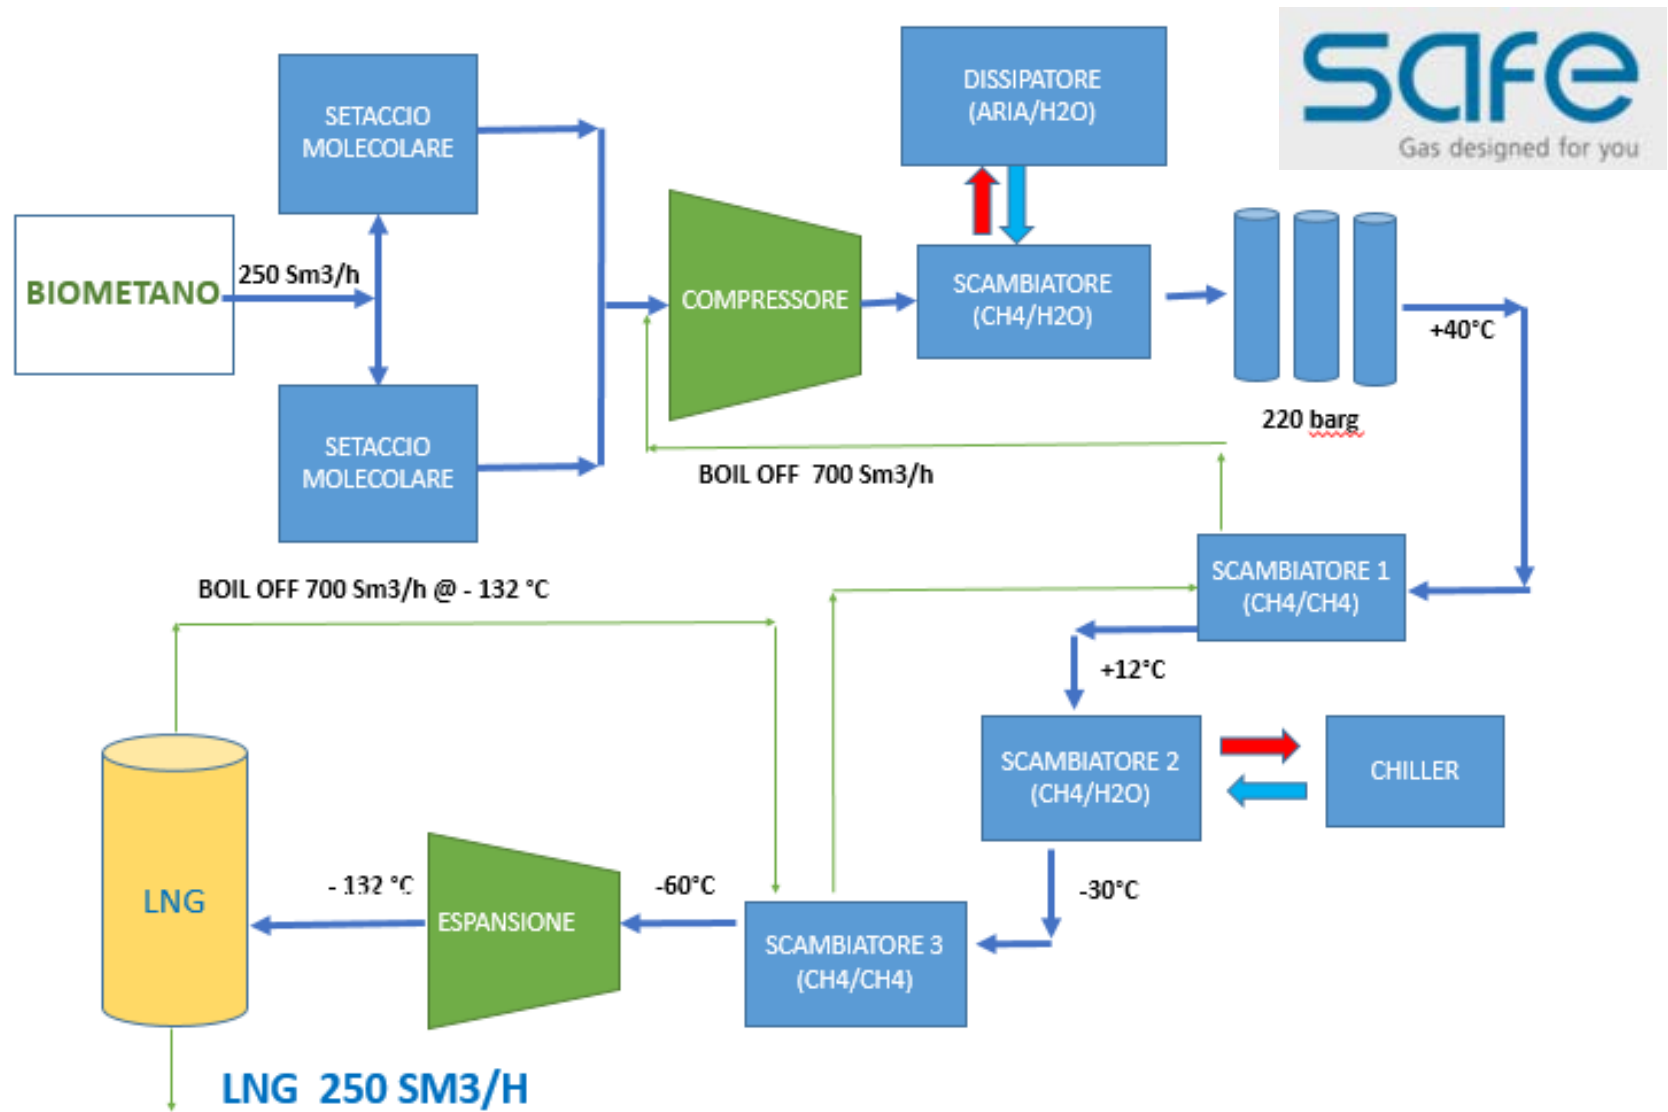 safe
Gas designed for you
DISSIPATORE
(ARIA/H2O)
SETACCIO
MOLECOLARE
BIOMETANO
250 Sm3/h
COMPRESSORE
SCAMBIATORE
(CH4/H2O)
+40°C
220 barg
SETACCIO
MOLECOLARE
BOIL OFF 700 Sm3/h
SCAMBIATORE 1
(CH4/CH4)
BOIL OFF 700 Sm3/h @ - 132 °C
+12°C
SCAMBIATORE 2
(CH4/H2O)
CHILLER
-30°C
LNG
- 132 °C
ESPANSIONE
-60°C
SCAMBIATORE 3
(CH4/CH4)
LNG 250 SM3/H